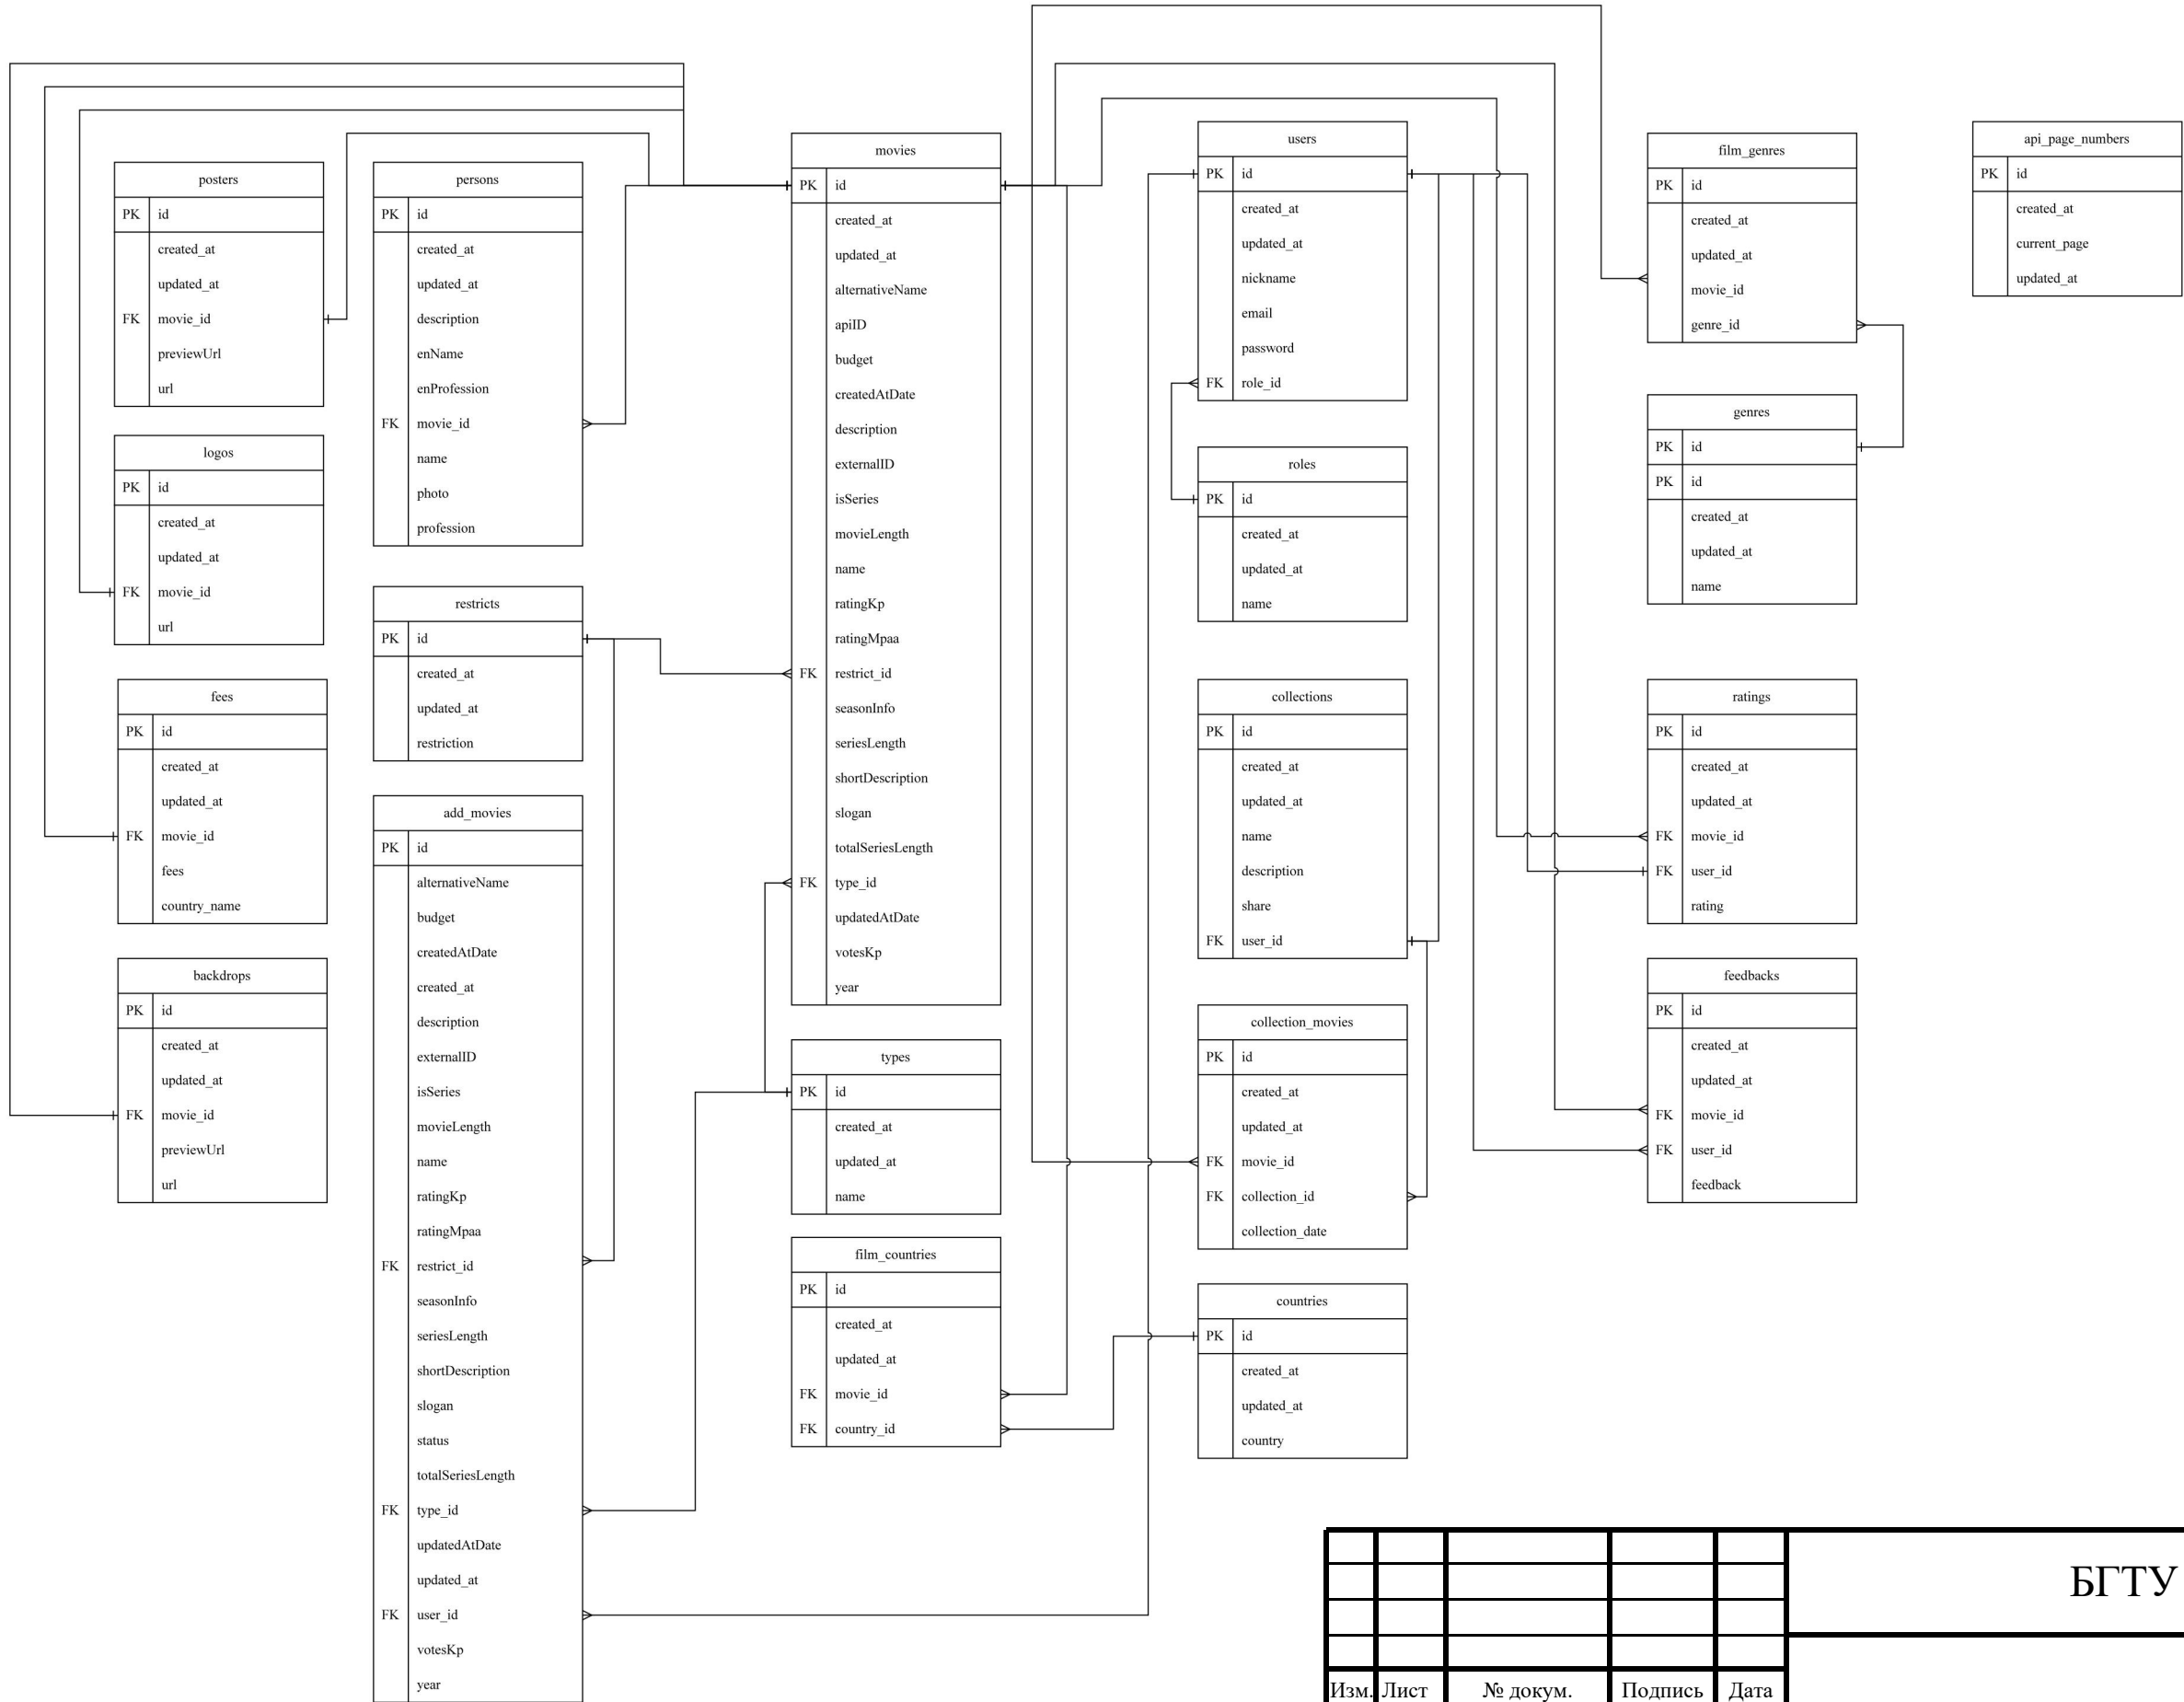 posters
PK id
created_at
updated_at
FK movie_id
previewUrl
url
logos
PK id
created_at
updated_at
FK movie_id
url
fees
PK id
created_at
updated_at
FK movie_id
fees
country_name
backdrops
PK id
created_at
updated_at
FK movie_id
previewUrl
url
persons
PK id
created_at
updated_at
description
enName
enProfession
FK movie_id
name
photo
profession
restricts
PK id
created_at
updated_at
restriction
add_movies
PK id
alternativeName
budget
createdAtDate
created_at
description
externalID
isSeries
movieLength
name
ratingKp
ratingMpaa
FK restrict_id
seasonInfo
seriesLength
shortDescription
slogan
status
totalSeriesLength
FK type_id
updatedAtDate
updated_at
FK user_id
votesKp
year
movies
PK id
created_at
updated_at
alternativeName
apiID
budget
createdAtDate
description
externalID
isSeries
movieLength
name
ratingKp
ratingMpaa
FK restrict_id
seasonInfo
seriesLength
shortDescription
slogan
totalSeriesLength
FK type_id
updatedAtDate
votesKp
year
types
PK id
created_at
updated_at
name
film_countries
PK id
created_at
updated_at
FK movie_id
FK country_id
users
PK id
created_at
updated_at
nickname
email
password
FK role_id
roles
PK id
created_at
updated_at
name
collections
PK id
created_at
updated_at
name
description
share
FK user_id
collection_movies
PK id
created_at
updated_at
FK movie_id
FK collection_id
collection_date
countries
PK id
created_at
updated_at
country
film_genres
PK id
created_at
updated_at
movie_id
genre_id
genres
PK id
PK id
created_at
updated_at
name
ratings
PK id
created_at
updated_at
FK movie_id
FK user_id
rating
feedbacks
PK id
created_at
updated_at
FK movie_id
FK user_id
feedback
api_page_numbers
PK id
created_at
current_page
updated_at
БГТУ
Изм. Лист № докум. Подпись Дата